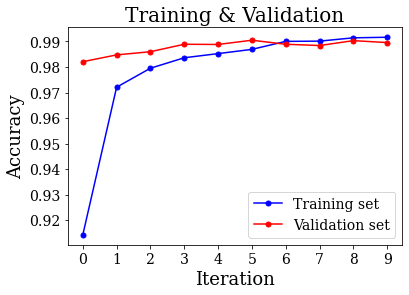 Training & Validation
Accuracy
0.99
0.98
0.97
0.96
0.95
0.94
0.93
0.92
Training set
Validation set
0 1 2 3 4 5 6 7 8 9
Iteration